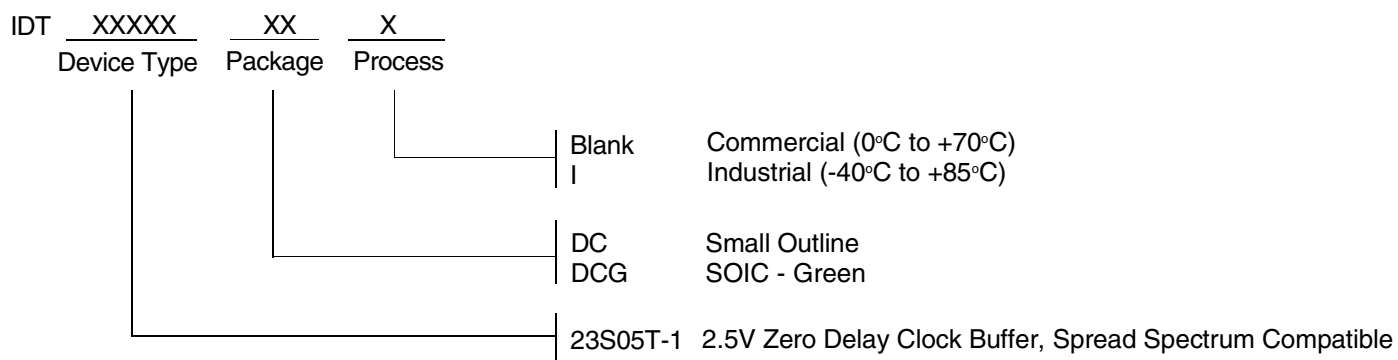 IDT XXXXX XX X
Device Type Package Process
Blank Commercial (0°C to +70°C)
I Industrial (-40°C to +85°C)
DC Small Outline
DCG SOIC - Green
23S05T-1 2.5V Zero Delay Clock Buffer, Spread Spectrum Compatible